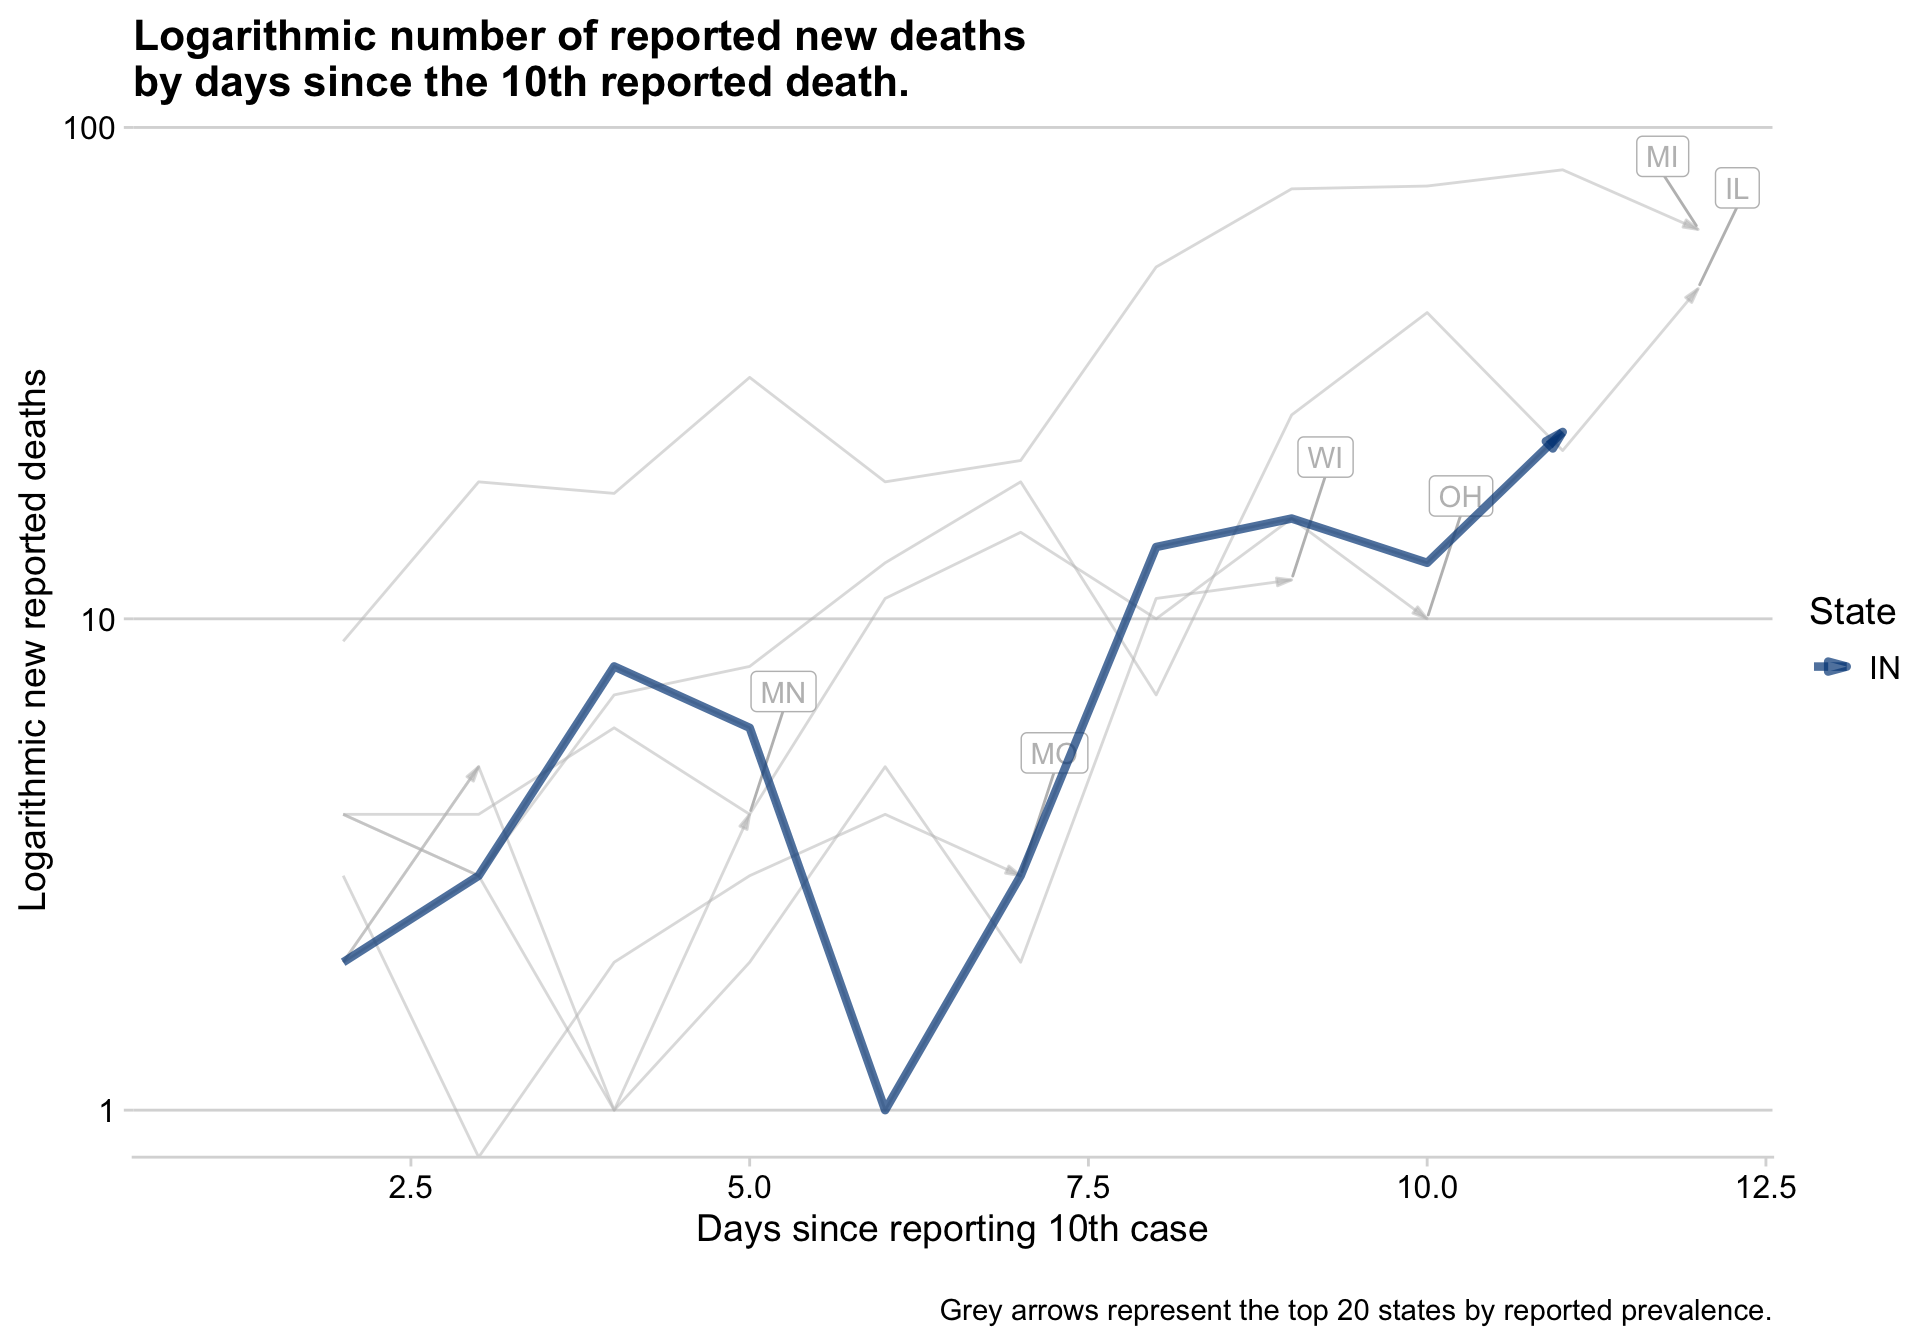 Logarithmic number of reported new deaths
by days since the 10th reported death.
100
MI
IL
WI
OH
10
MN
MO
1
Logarithmic new reported deaths
State
IN
2.5
5.0
7.5
10.0
12.5
Days since reporting 10th case
Grey arrows represent the top 20 states by reported prevalence.